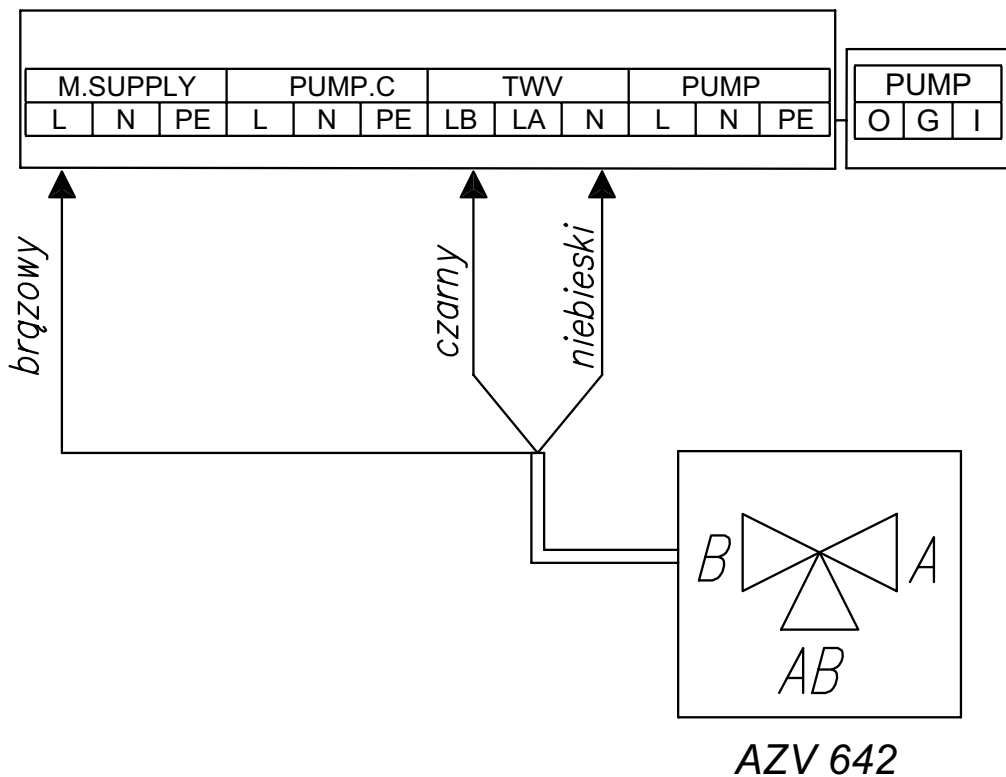 M.SUPPLY PUMP.C TWV PUMP PUMP
L N PE L N PE LB LA N L N PE O G I
brązowy
czarny
niebieski
B A
AB
AZV 642